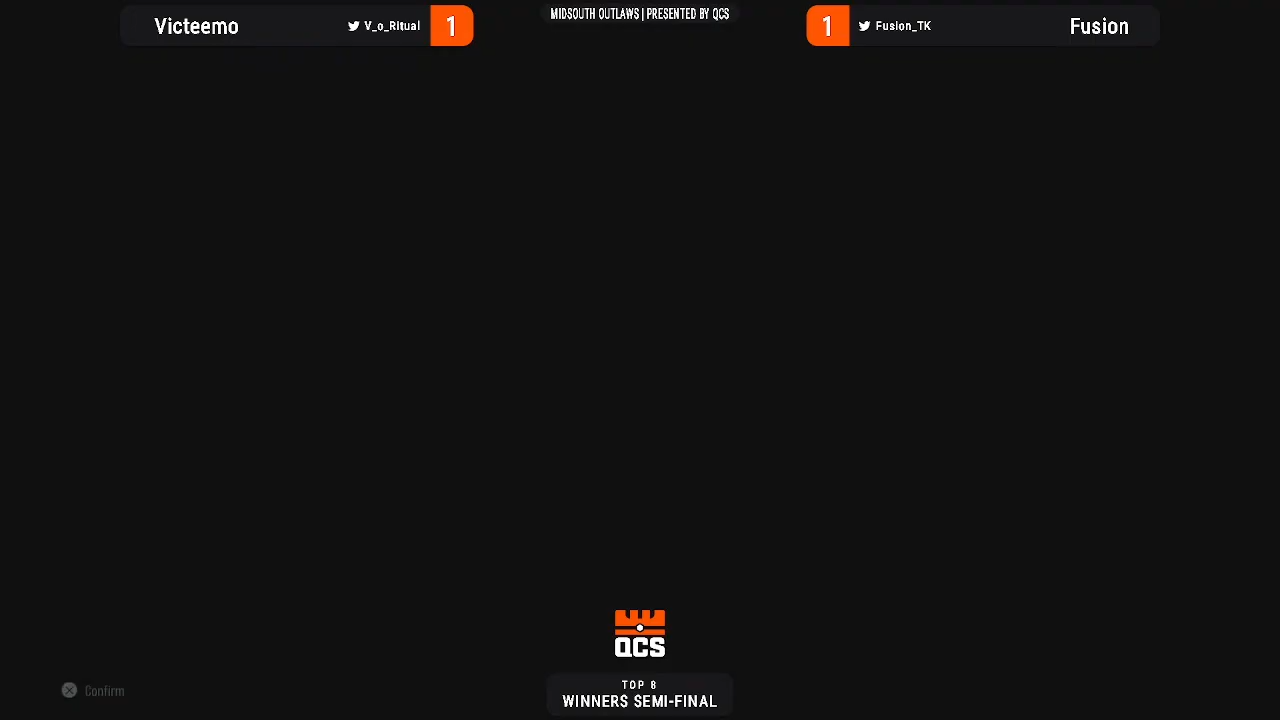 Victeemo
V_o_Ritual
1
MIDSOUTH OUTLAWS | PRESENTED BY QCS
1
Fusion_TK
Fusion
QCS
Confirm
TOP 8
WINNERS SEMI-FINAL